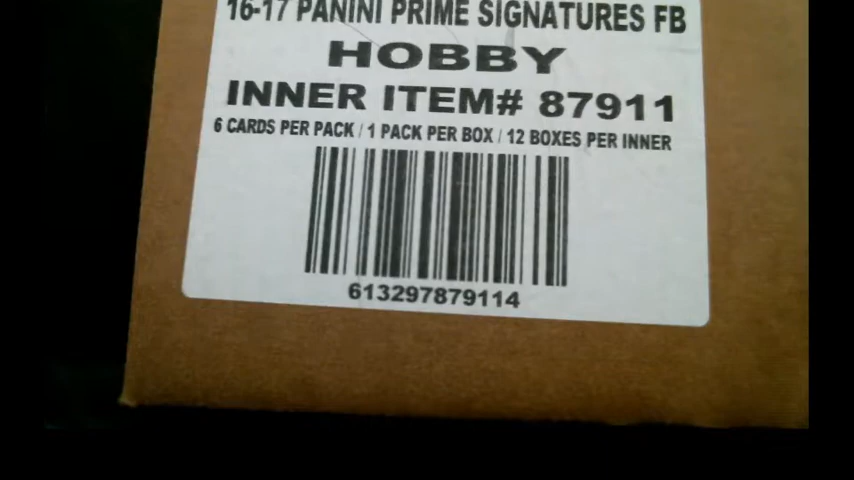 16-17 PANINI PRIME SIGNATURES FB
HOBBY
INNER ITEM# 87911
6 CARDS PER PACK / 1 PACK PER BOX / 12 BOXES PER INNER
613297879114